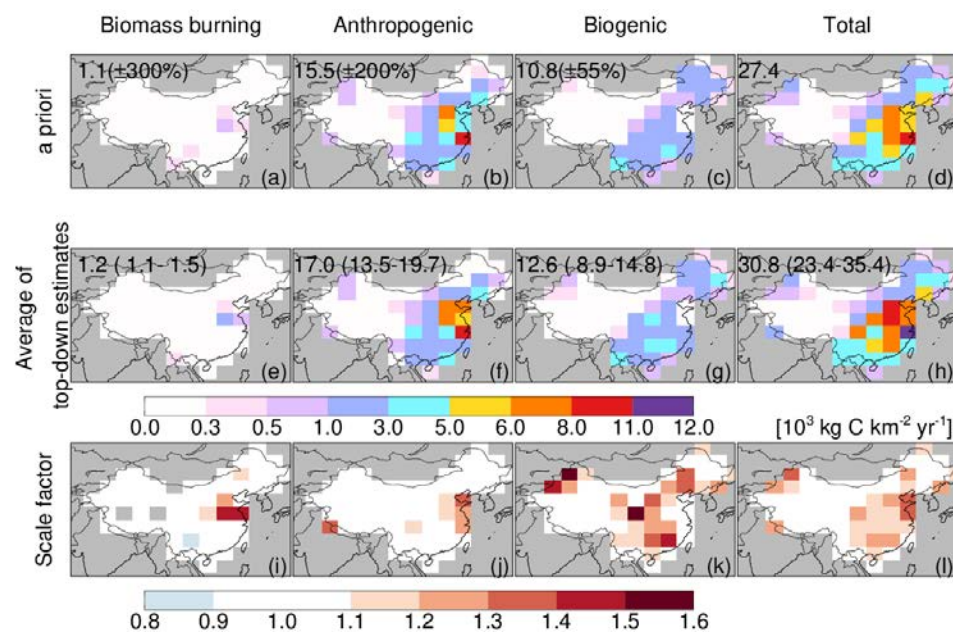 Biomass burning Anthropogenic Biogenic Total
a priori
1.1(±300%) 15.5(±200%) 10.8(±55%) 27.4
(a) (b) (c) (d)
Average of
top-down estimates
1.2 ( 1.1- 1.5) 17.0 (13.5-19.7) 12.6 ( 8.9-14.8) 30.8 (23.4-35.4)
(e) (f) (g) (h)
0.0 0.3 0.5 1.0 3.0 5.0 6.0 8.0 11.0 12.0
[10³ kg C km⁻² yr⁻¹]
Scale factor
(i) (j) (k) (l)
0.8 0.9 1.0 1.1 1.2 1.3 1.4 1.5 1.6